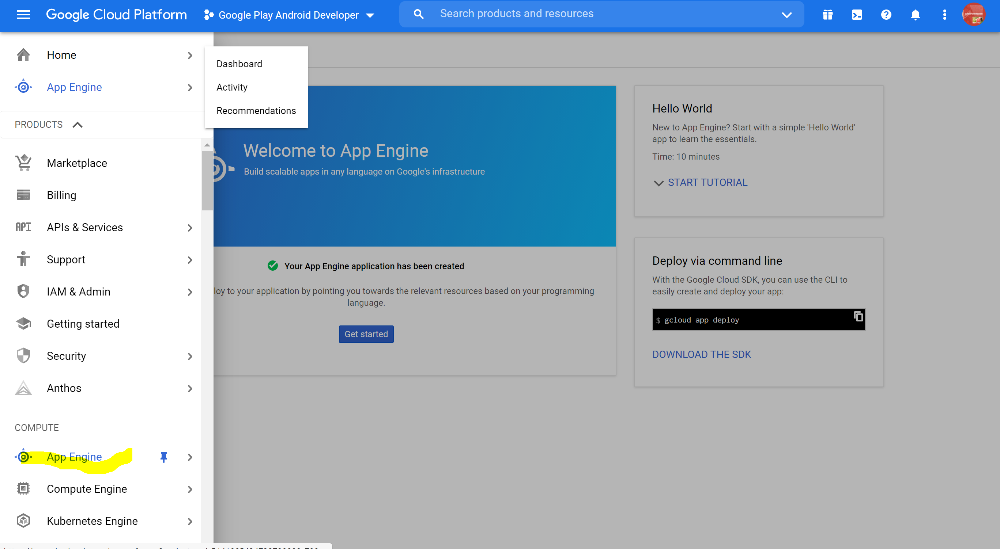 Google Cloud Platform
Google Play Android Developer
Search products and resources
Home
App Engine
Dashboard
Activity
Recommendations
PRODUCTS
Marketplace
Billing
API
APIs & Services
Support
IAM & Admin
Getting started
Security
Anthos
COMPUTE
App Engine
Compute Engine
Kubernetes Engine
Welcome to App Engine
Build scalable apps in any language on Google's infrastructure
Your App Engine application has been created
loy to your application by pointing you towards the relevant resources based on your programming
language.
Get started
Hello World
New to App Engine? Start with a simple 'Hello World'
app to learn the essentials.
Time: 10 minutes
START TUTORIAL
Deploy via command line
With the Google Cloud SDK, you can use the CLI to
easily create and deploy your app:
$ gcloud app deploy
DOWNLOAD THE SDK